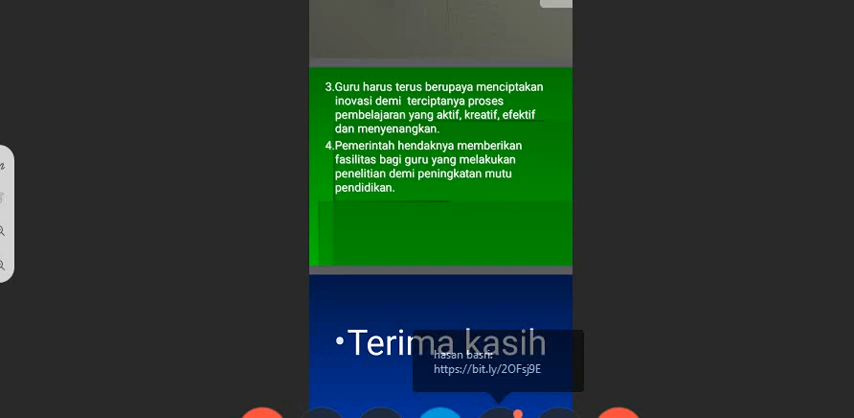 3.Guru harus terus berupaya menciptakan
inovasi demi terciptanya proses
pembelajaran yang aktif, kreatif, efektif
dan menyenangkan.
4.Pemerintah hendaknya memberikan
fasilitas bagi guru yang melakukan
penelitian demi peningkatan mutu
pendidikan.
•Terima kasih
hasan basri:
https://bit.ly/2OFsj9E